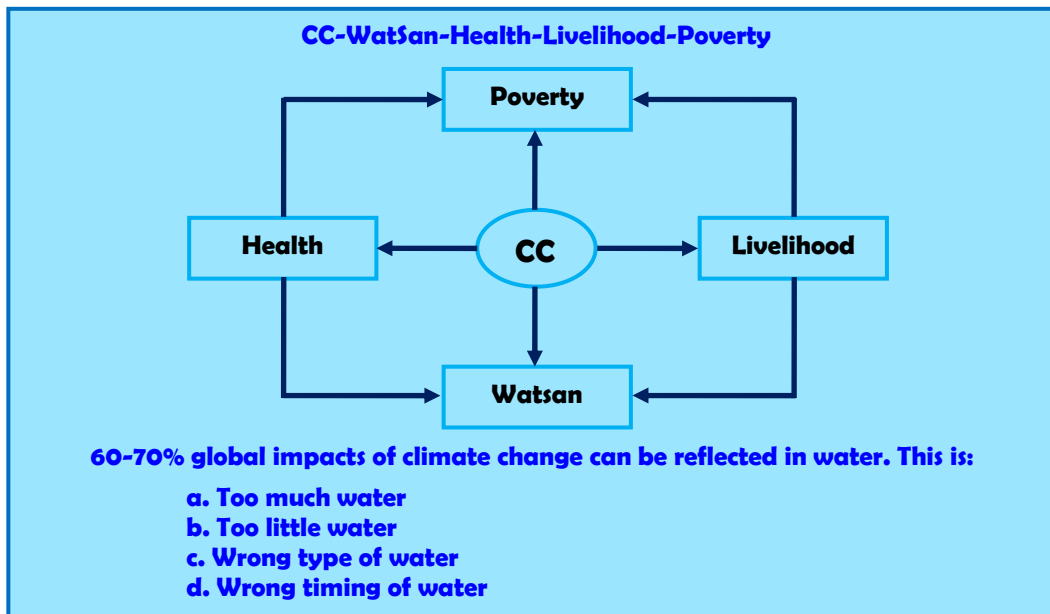 CC-WatSan-Health-Livelihood-Poverty
Poverty
Health
CC
Livelihood
Watsan
60-70% global impacts of climate change can be reflected in water. This is:
a. Too much water
b. Too little water
c. Wrong type of water
d. Wrong timing of water